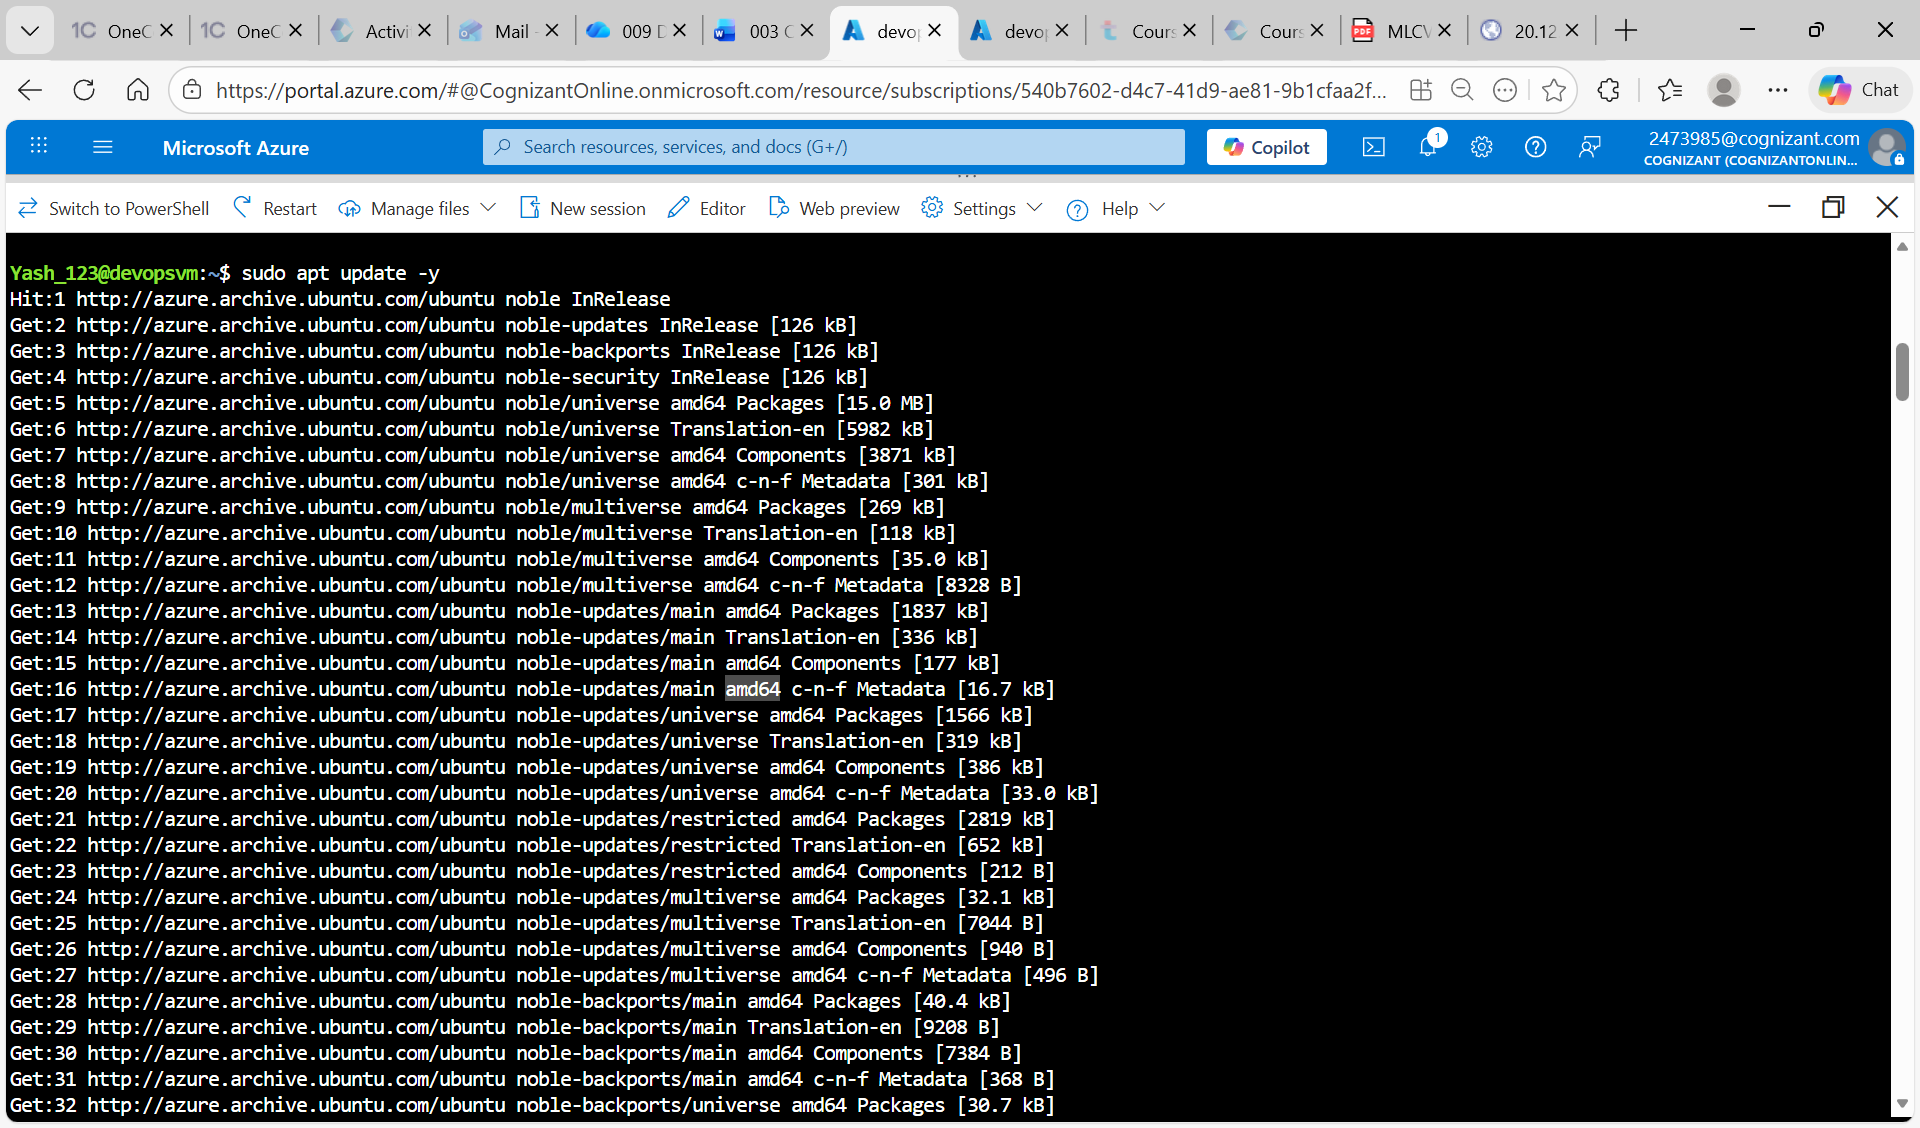 OneC
OneC
Activi
Mail -
009 D
003 C
devop
devop
Cours
Cours
MLCV
20.12
https://portal.azure.com/#@CognizantOnline.onmicrosoft.com/resource/subscriptions/540b7602-d4c7-41d9-ae81-9b1cfaa2f...
Chat
Microsoft Azure
Search resources, services, and docs (G+/)
Copilot
1
2473985@cognizant.com
COGNIZANT (COGNIZANTONLIN...
Switch to PowerShell
Restart
Manage files
New session
Editor
Web preview
Settings
Help
Yash_123@devopsvm:~$ sudo apt update -y
Hit:1 http://azure.archive.ubuntu.com/ubuntu noble InRelease
Get:2 http://azure.archive.ubuntu.com/ubuntu noble-updates InRelease [126 kB]
Get:3 http://azure.archive.ubuntu.com/ubuntu noble-backports InRelease [126 kB]
Get:4 http://azure.archive.ubuntu.com/ubuntu noble-security InRelease [126 kB]
Get:5 http://azure.archive.ubuntu.com/ubuntu noble/universe amd64 Packages [15.0 MB]
Get:6 http://azure.archive.ubuntu.com/ubuntu noble/universe Translation-en [5982 kB]
Get:7 http://azure.archive.ubuntu.com/ubuntu noble/universe amd64 Components [3871 kB]
Get:8 http://azure.archive.ubuntu.com/ubuntu noble/universe amd64 c-n-f Metadata [301 kB]
Get:9 http://azure.archive.ubuntu.com/ubuntu noble/multiverse amd64 Packages [269 kB]
Get:10 http://azure.archive.ubuntu.com/ubuntu noble/multiverse Translation-en [118 kB]
Get:11 http://azure.archive.ubuntu.com/ubuntu noble/multiverse amd64 Components [35.0 kB]
Get:12 http://azure.archive.ubuntu.com/ubuntu noble/multiverse amd64 c-n-f Metadata [8328 B]
Get:13 http://azure.archive.ubuntu.com/ubuntu noble-updates/main amd64 Packages [1837 kB]
Get:14 http://azure.archive.ubuntu.com/ubuntu noble-updates/main Translation-en [336 kB]
Get:15 http://azure.archive.ubuntu.com/ubuntu noble-updates/main amd64 Components [177 kB]
Get:16 http://azure.archive.ubuntu.com/ubuntu noble-updates/main amd64 c-n-f Metadata [16.7 kB]
Get:17 http://azure.archive.ubuntu.com/ubuntu noble-updates/universe amd64 Packages [1566 kB]
Get:18 http://azure.archive.ubuntu.com/ubuntu noble-updates/universe Translation-en [319 kB]
Get:19 http://azure.archive.ubuntu.com/ubuntu noble-updates/universe amd64 Components [386 kB]
Get:20 http://azure.archive.ubuntu.com/ubuntu noble-updates/universe amd64 c-n-f Metadata [33.0 kB]
Get:21 http://azure.archive.ubuntu.com/ubuntu noble-updates/restricted amd64 Packages [2819 kB]
Get:22 http://azure.archive.ubuntu.com/ubuntu noble-updates/restricted Translation-en [652 kB]
Get:23 http://azure.archive.ubuntu.com/ubuntu noble-updates/restricted amd64 Components [212 B]
Get:24 http://azure.archive.ubuntu.com/ubuntu noble-updates/multiverse amd64 Packages [32.1 kB]
Get:25 http://azure.archive.ubuntu.com/ubuntu noble-updates/multiverse Translation-en [7044 B]
Get:26 http://azure.archive.ubuntu.com/ubuntu noble-updates/multiverse amd64 Components [940 B]
Get:27 http://azure.archive.ubuntu.com/ubuntu noble-updates/multiverse amd64 c-n-f Metadata [496 B]
Get:28 http://azure.archive.ubuntu.com/ubuntu noble-backports/main amd64 Packages [40.4 kB]
Get:29 http://azure.archive.ubuntu.com/ubuntu noble-backports/main Translation-en [9208 B]
Get:30 http://azure.archive.ubuntu.com/ubuntu noble-backports/main amd64 Components [7384 B]
Get:31 http://azure.archive.ubuntu.com/ubuntu noble-backports/main amd64 c-n-f Metadata [368 B]
Get:32 http://azure.archive.ubuntu.com/ubuntu noble-backports/universe amd64 Packages [30.7 kB]